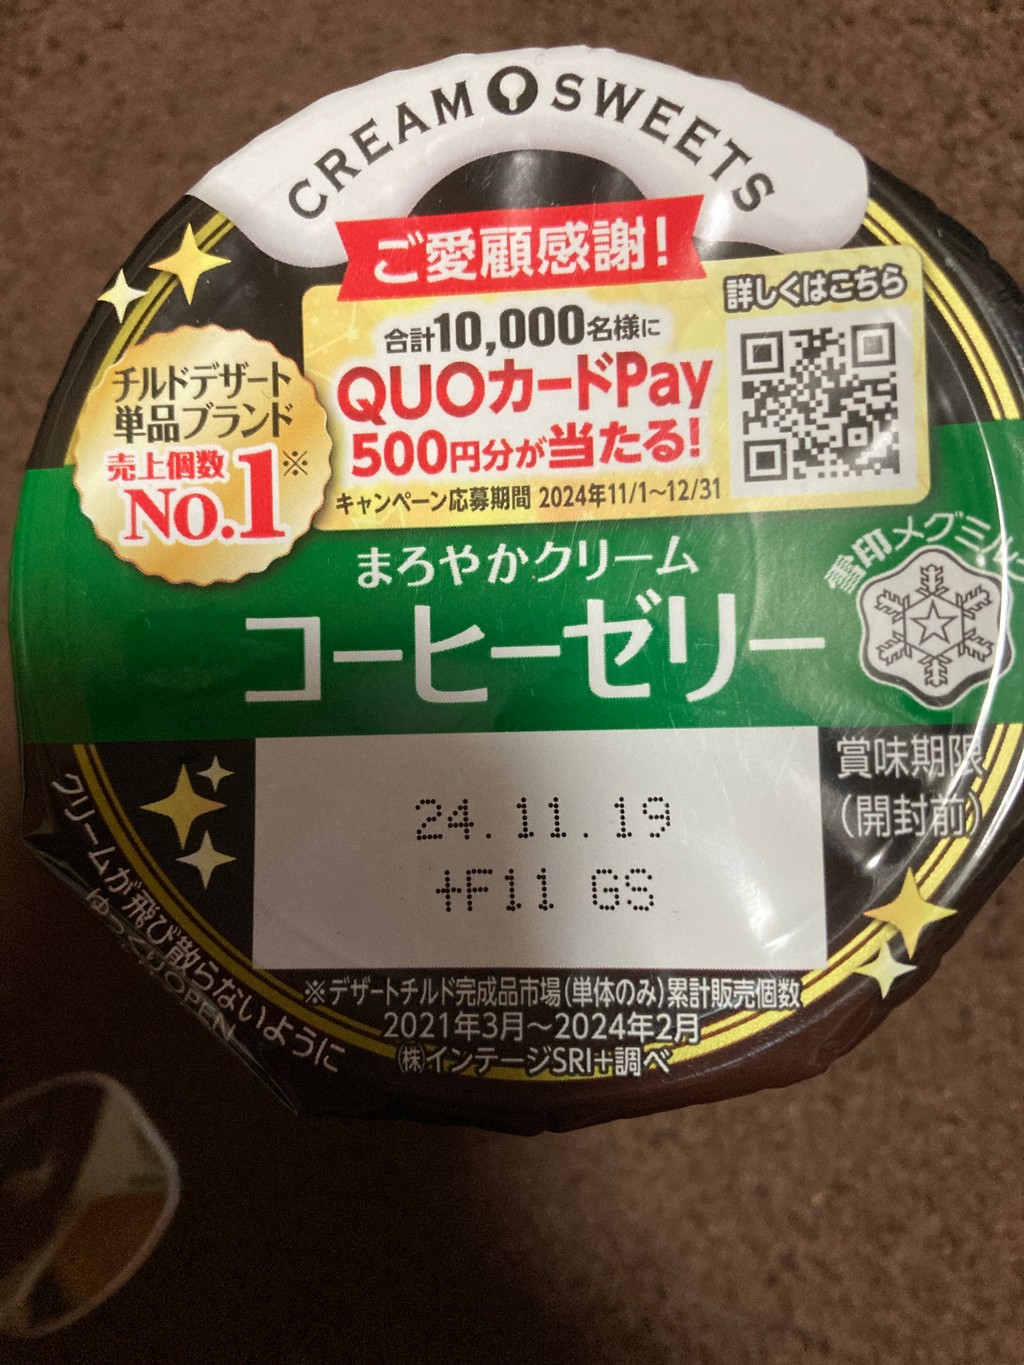 CREAM SWEETS
ご愛顧感謝!
詳しくはこちら
合計10,000名様に
QUOカードPay
500円分が当たる!
キャンペーン応募期間 2024年11/1~12/31
チルドデザート
単品ブランド
売上個数
No.1※
まろやかクリーム
コーヒーゼリー
雪印メグミルク
賞味期限
(開封前)
24.11.19
+F11 GS
クリームが飛び散らないように
ゆっくりOPEN
※デザートチルド完成品市場(単体のみ)累計販売個数
2021年3月~2024年2月
㈱インテージSRI+調べ